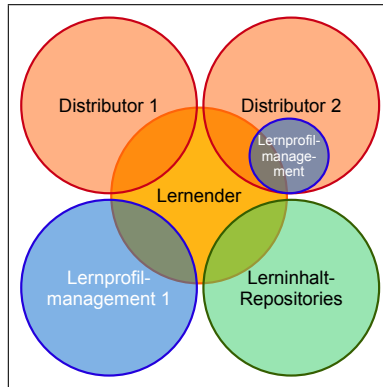 Distributor 1
Distributor 2
Lernprofil-
manage-
ment
Lernender
Lernprofil-
management 1
Lerninhalt-
Repositories